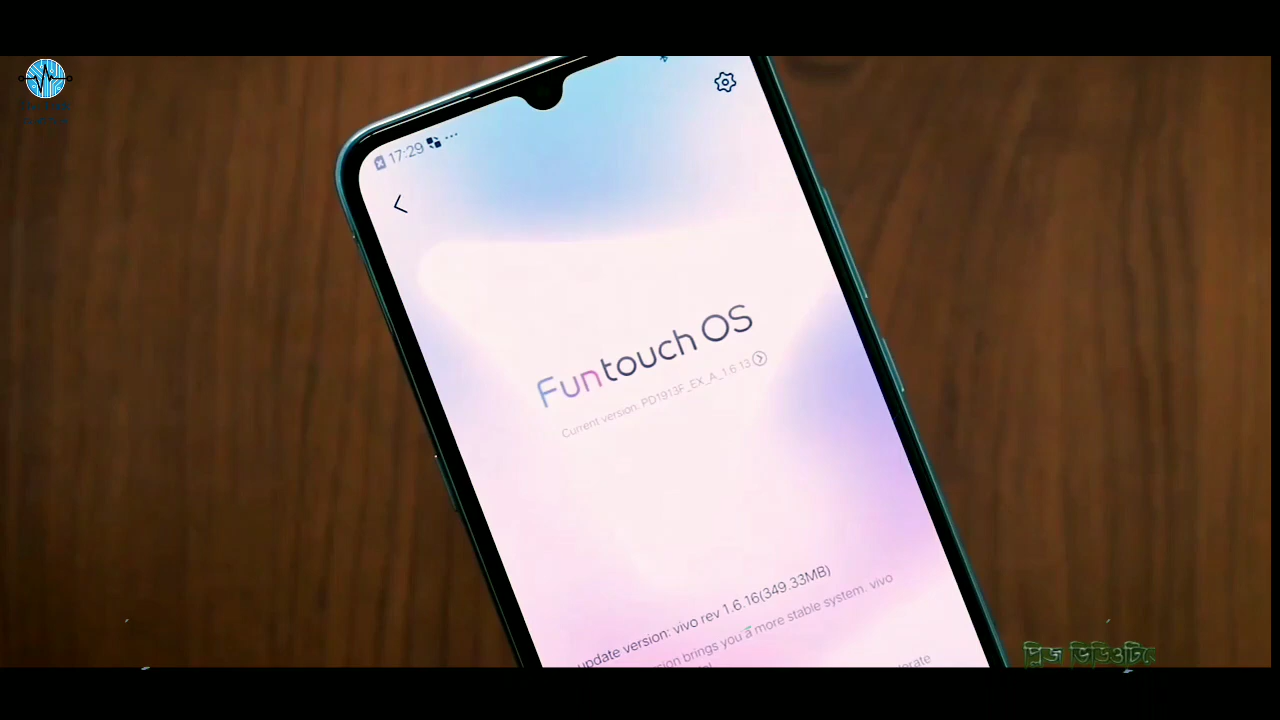 17:29
Funtouch OS
Current version: PD1913F_EX_A_1.6.13
update version: vivo rev 1.6.16(349.33MB)
brings you a more stable system. vivo
প্লিজ ভিডিওটিতে